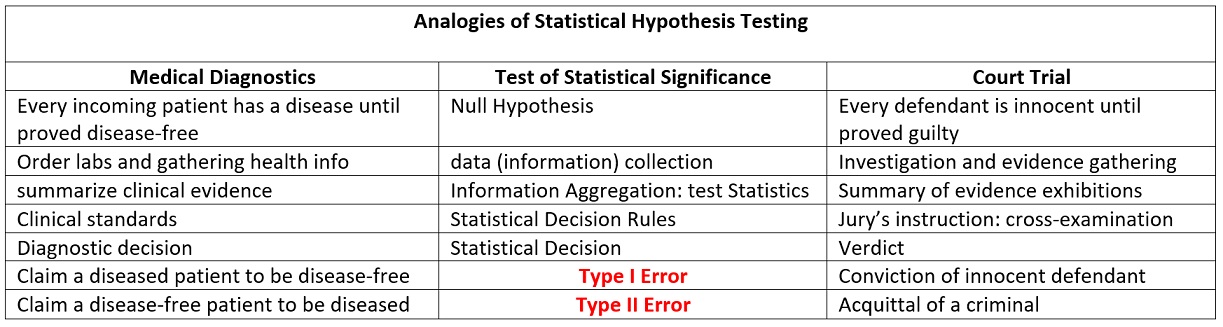 Analogies of Statistical Hypothesis Testing
Medical Diagnostics Test of Statistical Significance Court Trial
Every incoming patient has a disease until
proved disease-free
Null Hypothesis
Every defendant is innocent until
proved guilty
Order labs and gathering health info data (information) collection Investigation and evidence gathering
summarize clinical evidence Information Aggregation: test Statistics Summary of evidence exhibitions
Clinical standards Statistical Decision Rules Jury’s instruction: cross-examination
Diagnostic decision Statistical Decision Verdict
Claim a diseased patient to be disease-free Type I Error Conviction of innocent defendant
Claim a disease-free patient to be diseased Type II Error Acquittal of a criminal